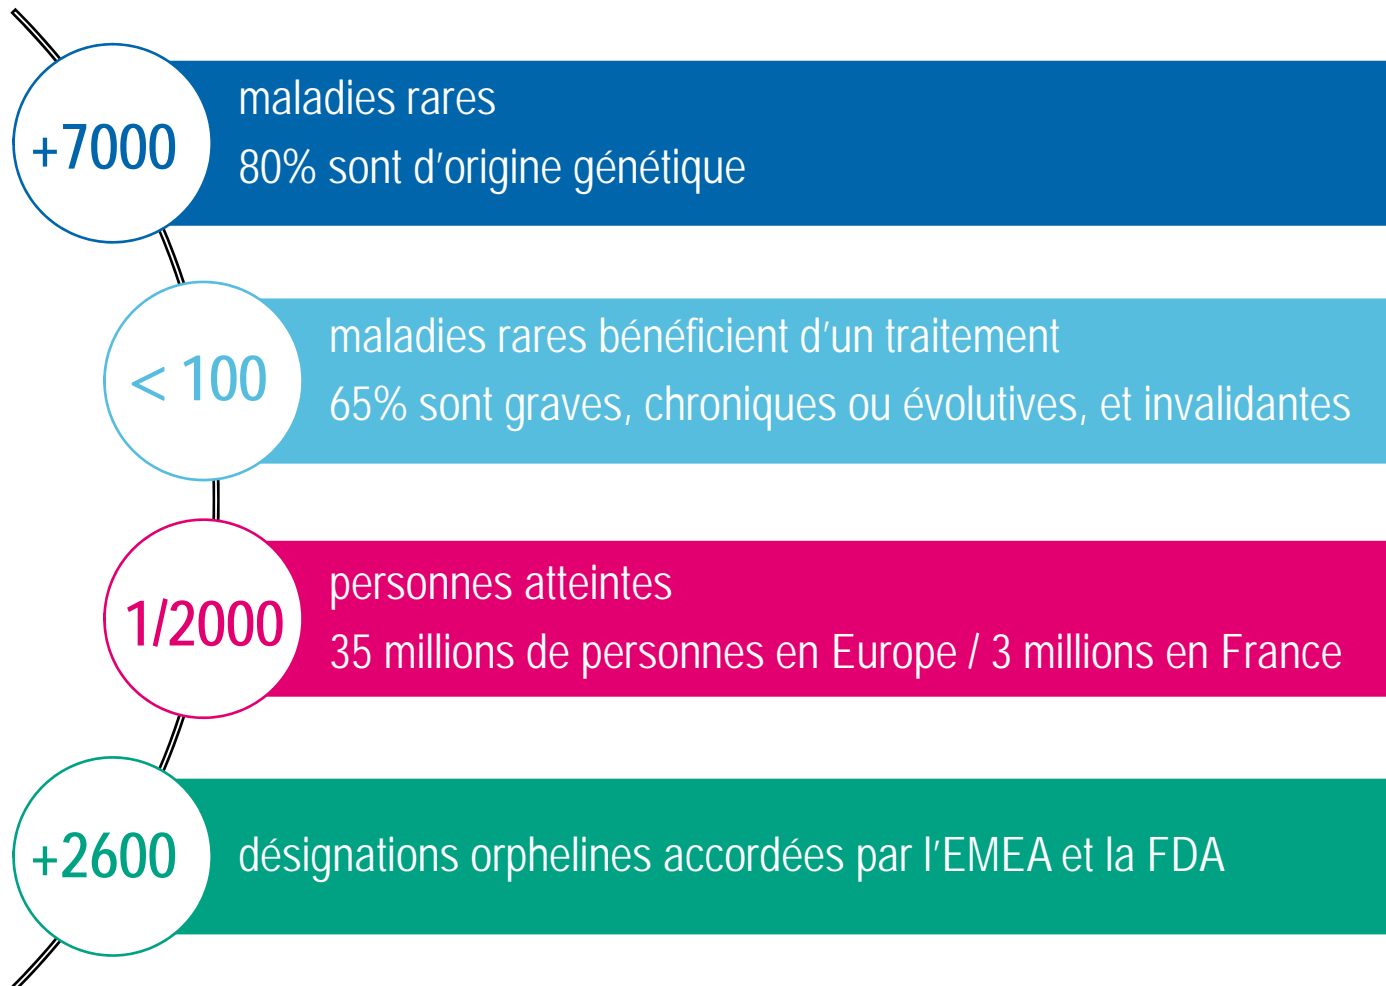 +7000
maladies rares
80% sont d’origine génétique
< 100
maladies rares bénéficient d’un traitement
65% sont graves, chroniques ou évolutives, et invalidantes
1/2000
personnes atteintes
35 millions de personnes en Europe / 3 millions en France
+2600
désignations orphelines accordées par l’EMEA et la FDA